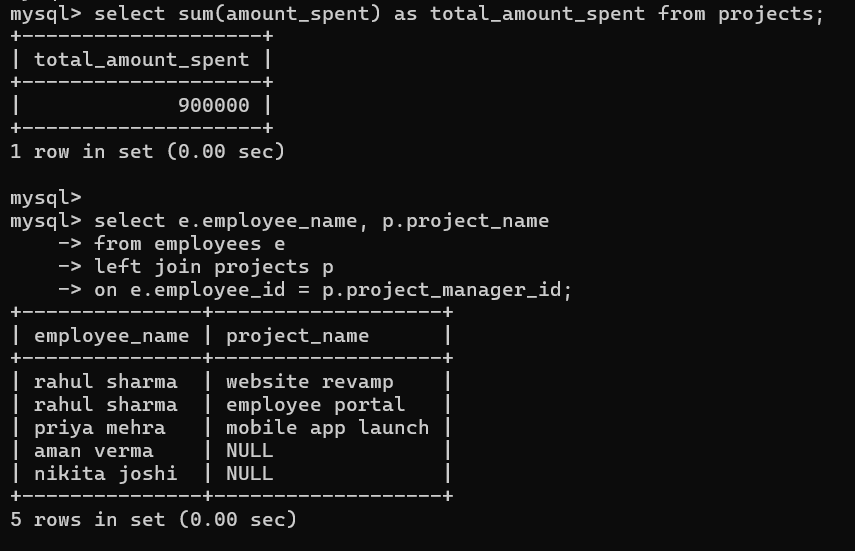 mysql> select sum(amount_spent) as total_amount_spent from projects;
+--------------------+
| total_amount_spent |
+--------------------+
|             900000 |
+--------------------+
1 row in set (0.00 sec)

mysql>
mysql> select e.employee_name, p.project_name
    -> from employees e
    -> left join projects p
    -> on e.employee_id = p.project_manager_id;
+---------------+-------------------+
| employee_name | project_name      |
+---------------+-------------------+
| rahul sharma  | website revamp    |
| rahul sharma  | employee portal   |
| priya mehra   | mobile app launch |
| aman verma    | NULL              |
| nikita joshi  | NULL              |
+---------------+-------------------+
5 rows in set (0.00 sec)